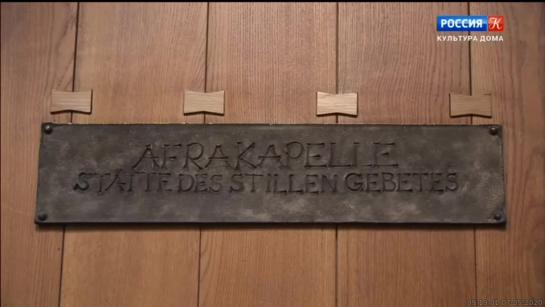 РОССИЯ K
КУЛЬТУРА ДОМА
AFRAKAPELLE
STÄTTE DES STILLEN GEBETES